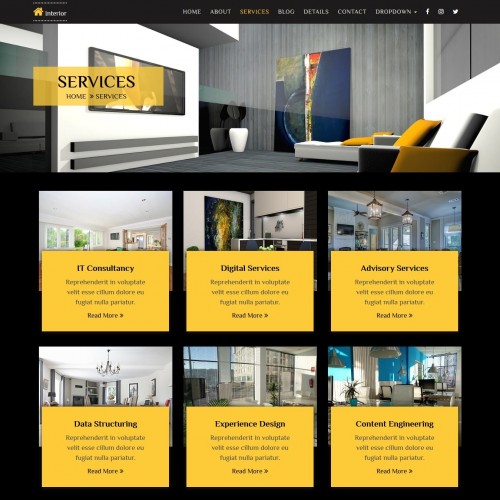 Interior
HOME ABOUT SERVICES BLOG DETAILS CONTACT DROPDOWN
SERVICES
HOME » SERVICES
IT Consultancy
Reprehenderit in voluptate
velit esse cillum dolore eu
fugiat nulla pariatur.
Read More »
Digital Services
Reprehenderit in voluptate
velit esse cillum dolore eu
fugiat nulla pariatur.
Read More »
Advisory Services
Reprehenderit in voluptate
velit esse cillum dolore eu
fugiat nulla pariatur.
Read More »
Data Structuring
Reprehenderit in voluptate
velit esse cillum dolore eu
fugiat nulla pariatur.
Read More »
Experience Design
Reprehenderit in voluptate
velit esse cillum dolore eu
fugiat nulla pariatur.
Read More »
Content Engineering
Reprehenderit in voluptate
velit esse cillum dolore eu
fugiat nulla pariatur.
Read More »